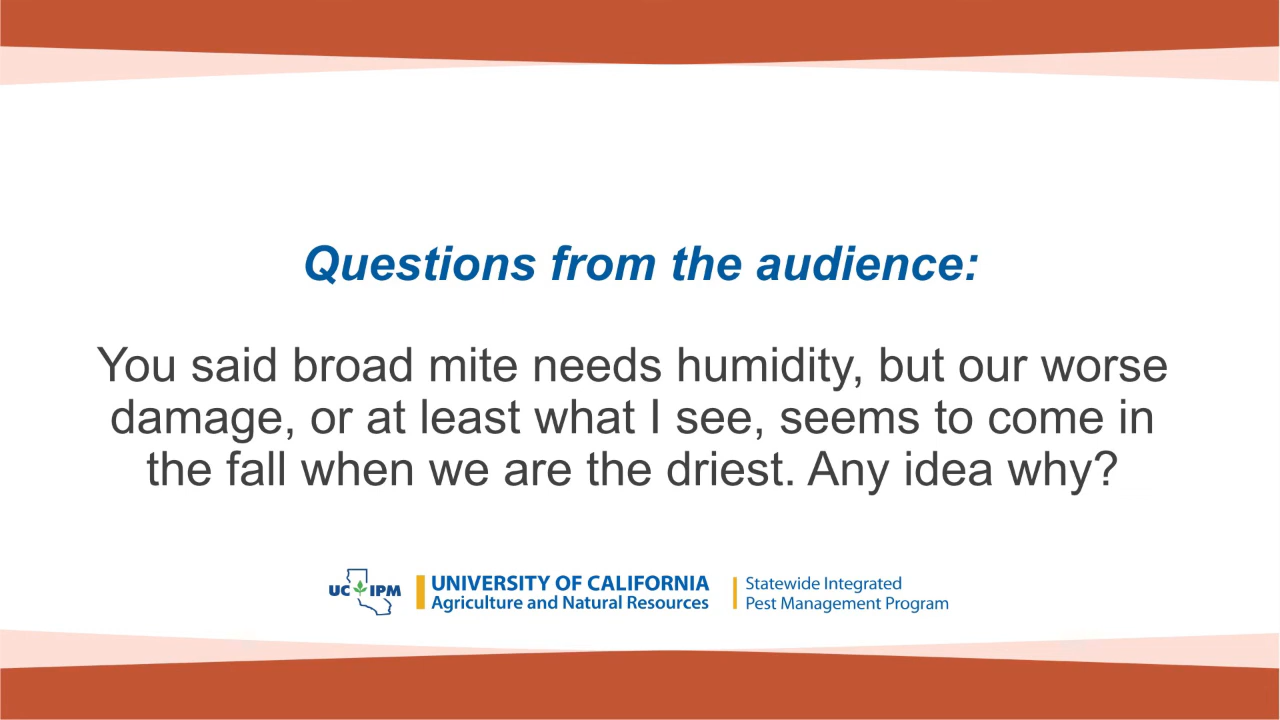 Questions from the audience:
You said broad mite needs humidity, but our worse
damage, or at least what I see, seems to come in
the fall when we are the driest. Any idea why?
UC IPM
UNIVERSITY OF CALIFORNIA
Agriculture and Natural Resources
Statewide Integrated
Pest Management Program